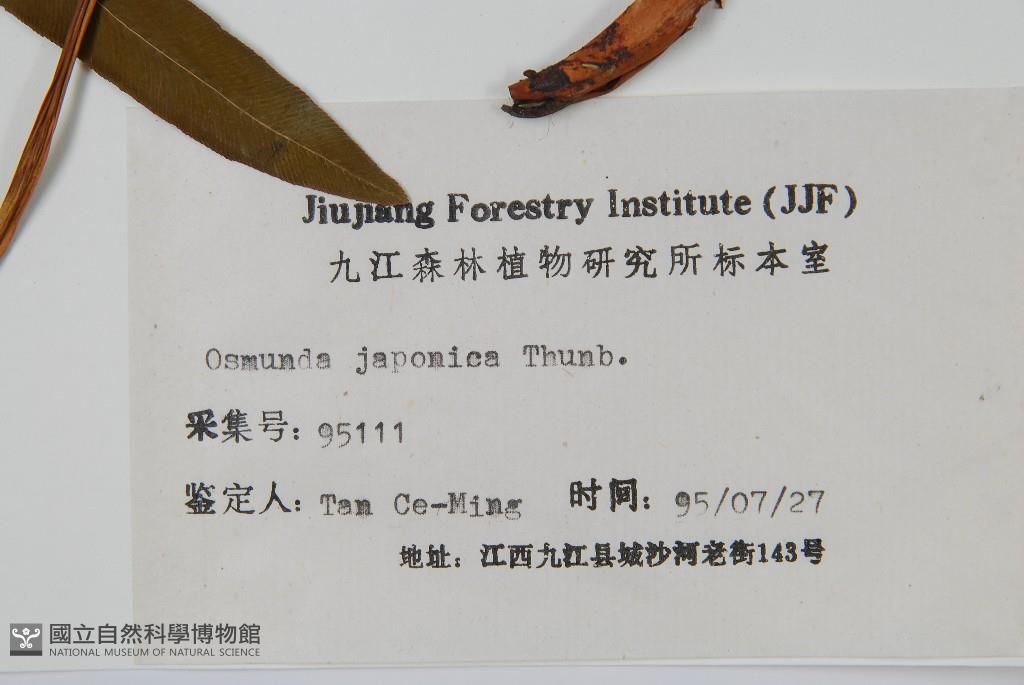 Jiujiang Forestry Institute (JJF)
九江森林植物研究所标本室
Osmunda japonica Thunb.
采集号: 95111
鉴定人: Tan Ce-Ming 时间: 95/07/27
地址: 江西九江县城沙河老街143号
國立自然科學博物館
NATIONAL MUSEUM OF NATURAL SCIENCE